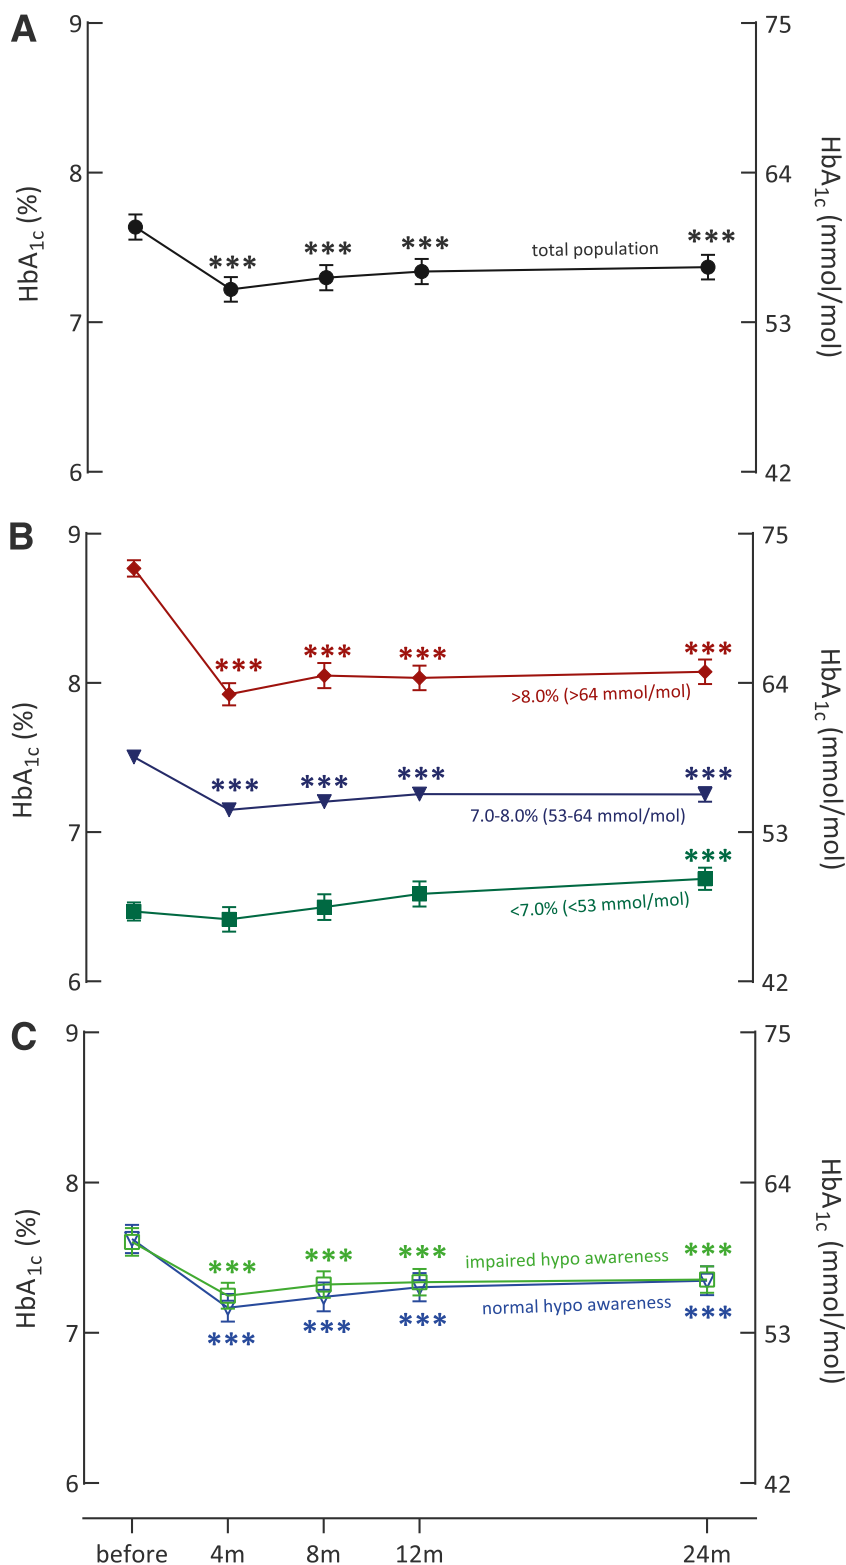 A
9
75
8
64
HbA1c (%)
HbA1c (mmol/mol)
***
***
***
total population
***
7
53
6
42
B
9
75
***
***
***
***
8
64
>8.0% (>64 mmol/mol)
HbA1c (%)
HbA1c (mmol/mol)
***
***
***
***
7.0-8.0% (53-64 mmol/mol)
7
53
***
<7.0% (<53 mmol/mol)
6
42
C
9
75
8
64
HbA1c (%)
HbA1c (mmol/mol)
***
***
***
impaired hypo awareness
***
normal hypo awareness
***
***
***
***
7
53
6
42
before 4m 8m 12m 24m